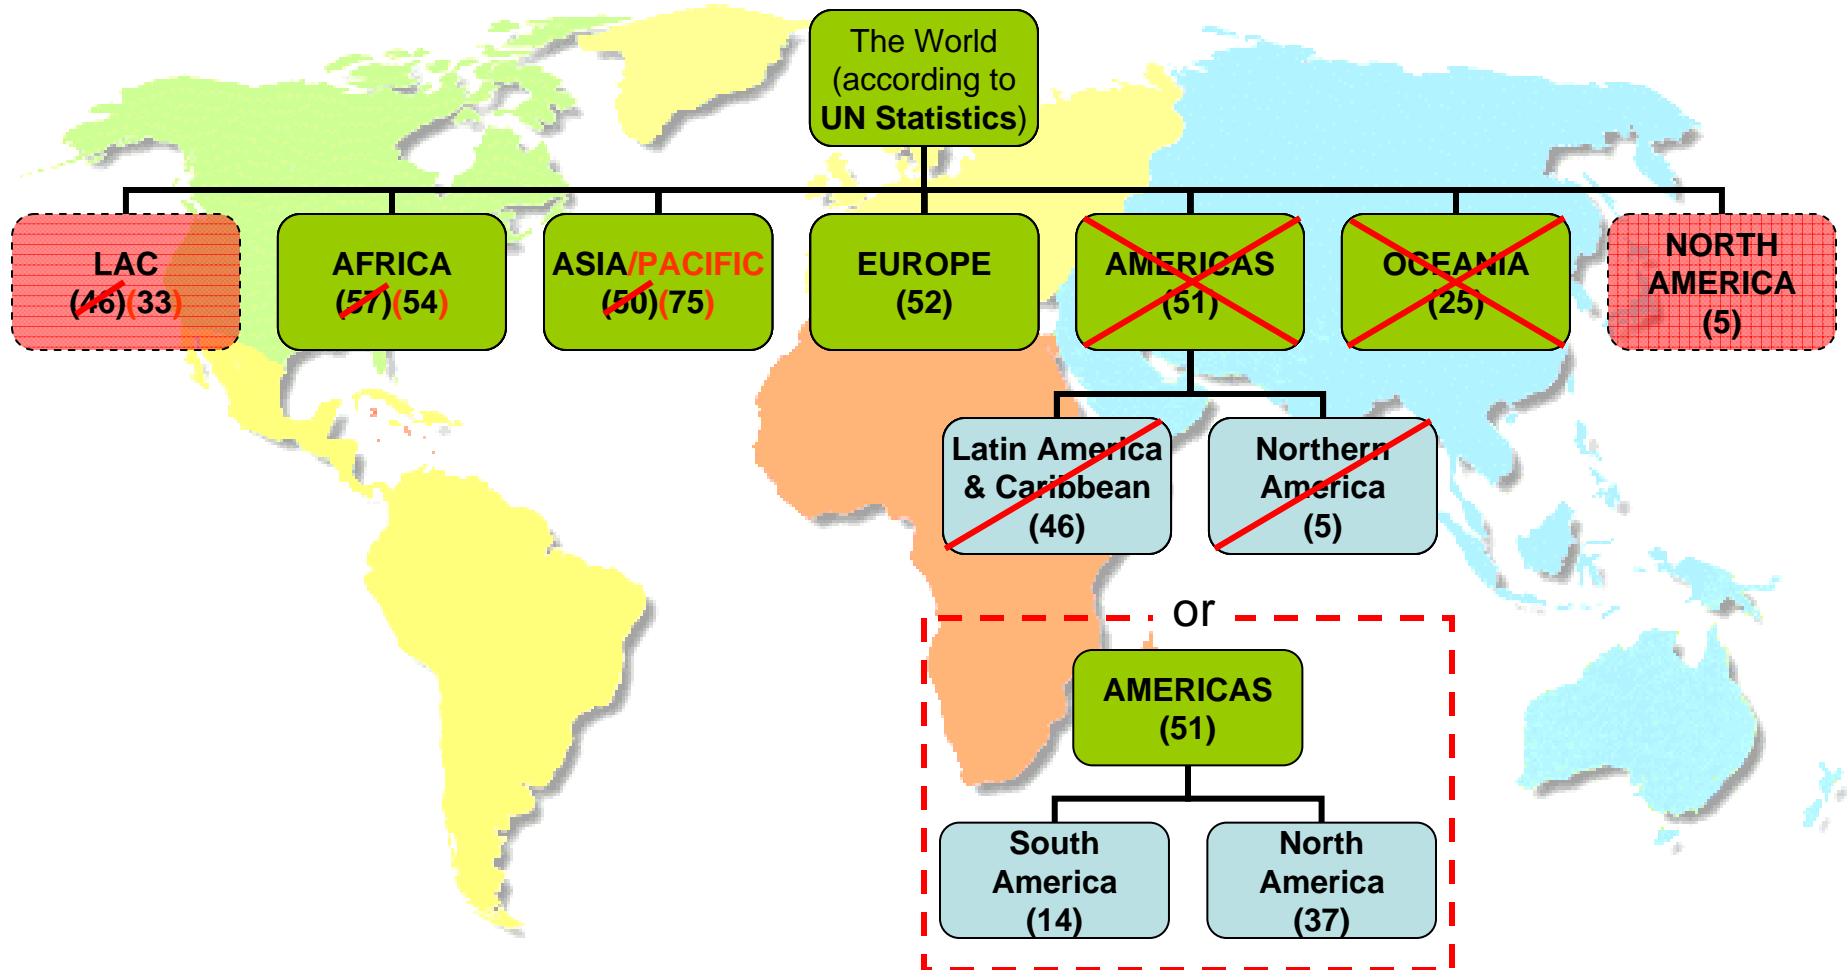 The World
(according to
UN Statistics)
LAC
(46)(33)
AFRICA
(57)(54)
ASIA/PACIFIC
(50)(75)
EUROPE
(52)
AMERICAS
(51)
OCEANIA
(25)
NORTH
AMERICA
(5)
Latin America
& Caribbean
(46)
Northern
America
(5)
or
AMERICAS
(51)
South
America
(14)
North
America
(37)